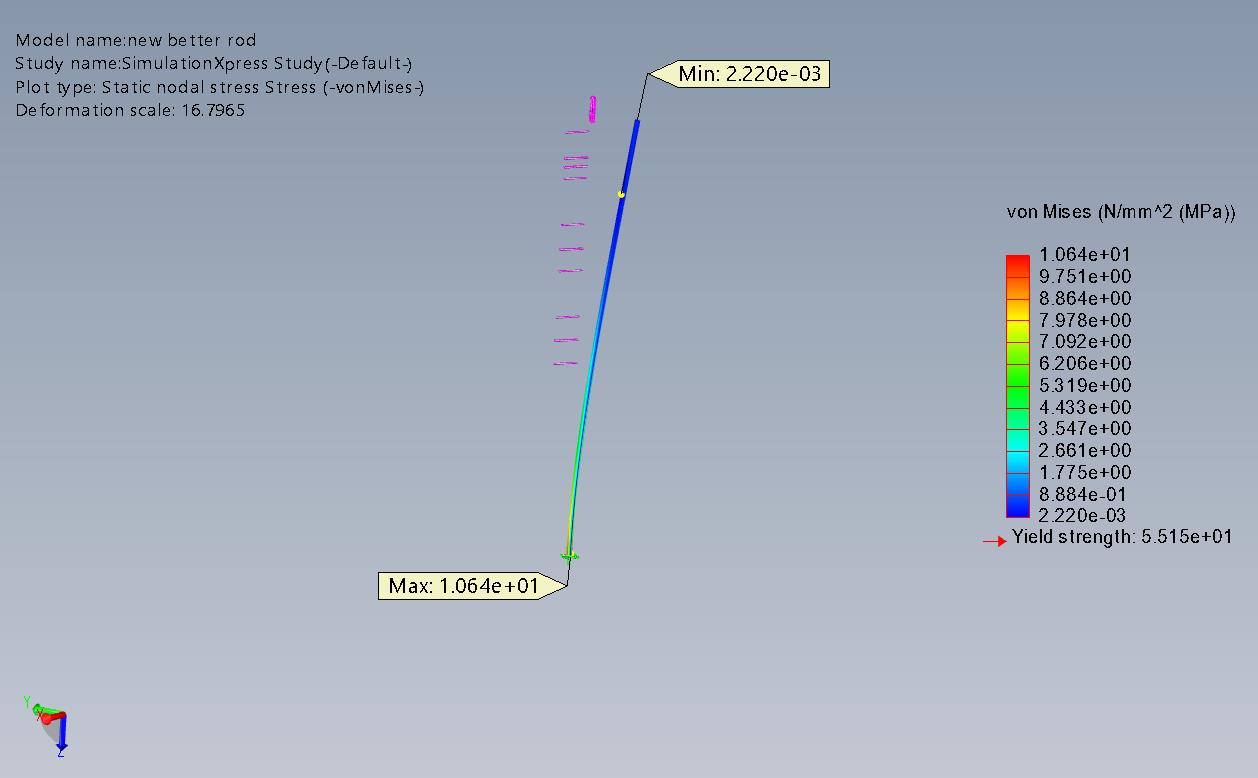 Model name:new better rod
Study name:SimulationXpress Study(-Default-)
Plot type: Static nodal stress Stress (-vonMises-)
Deformation scale: 16.7965
Min: 2.220e-03
von Mises (N/mm^2 (MPa))
1.064e+01
9.751e+00
8.864e+00
7.978e+00
7.092e+00
6.206e+00
5.319e+00
4.433e+00
3.547e+00
2.661e+00
1.775e+00
8.884e-01
2.220e-03
Yield strength: 5.515e+01
Max: 1.064e+01
Y
X
Z